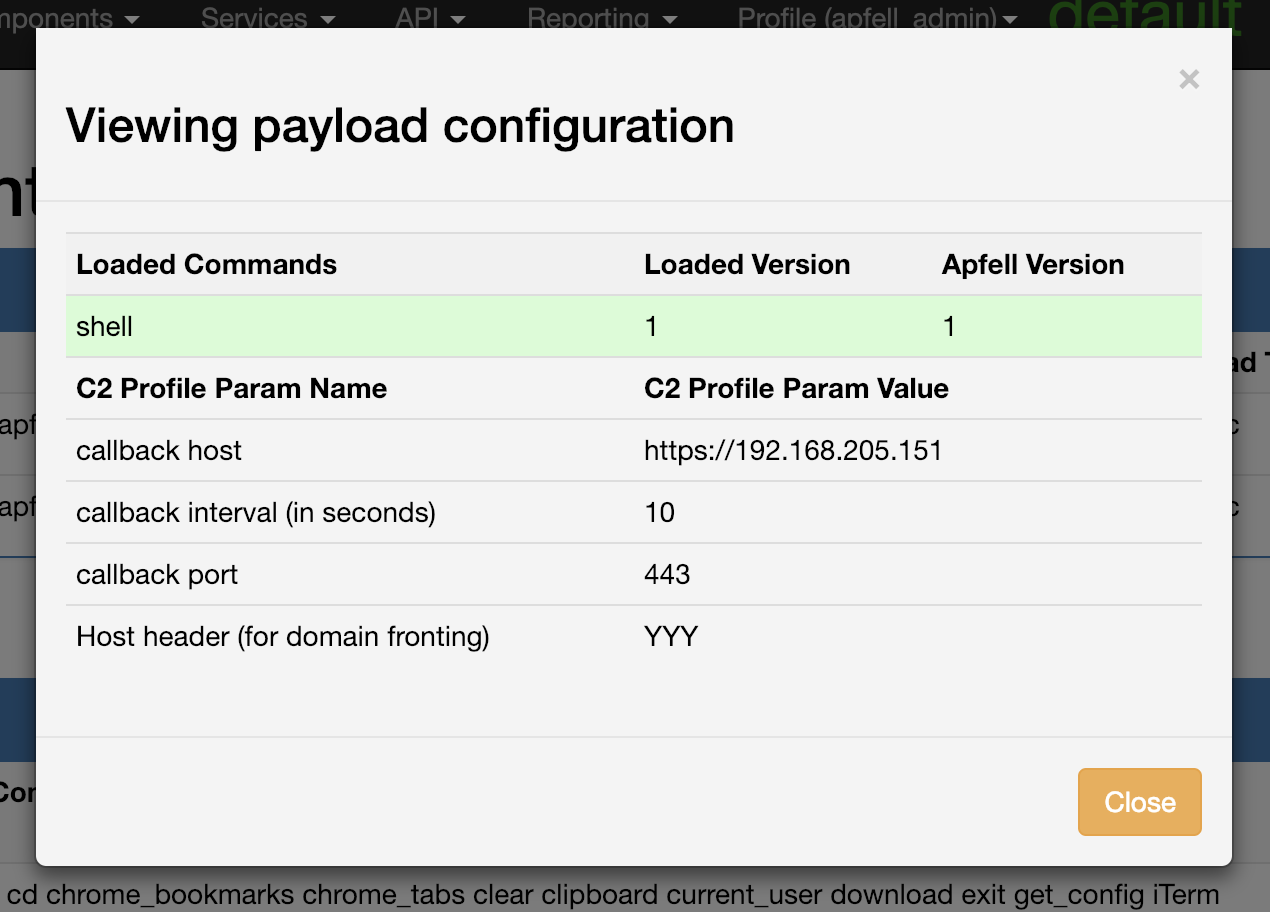 Services API Reporting Profile (apfell_admin) default
×
Viewing payload configuration
Loaded Commands Loaded Version Apfell Version
shell 1 1
C2 Profile Param Name C2 Profile Param Value
callback host https://192.168.205.151
callback interval (in seconds) 10
callback port 443
Host header (for domain fronting) YYY
Close
cd chrome_bookmarks chrome_tabs clear clipboard current_user download exit get_config iTerm